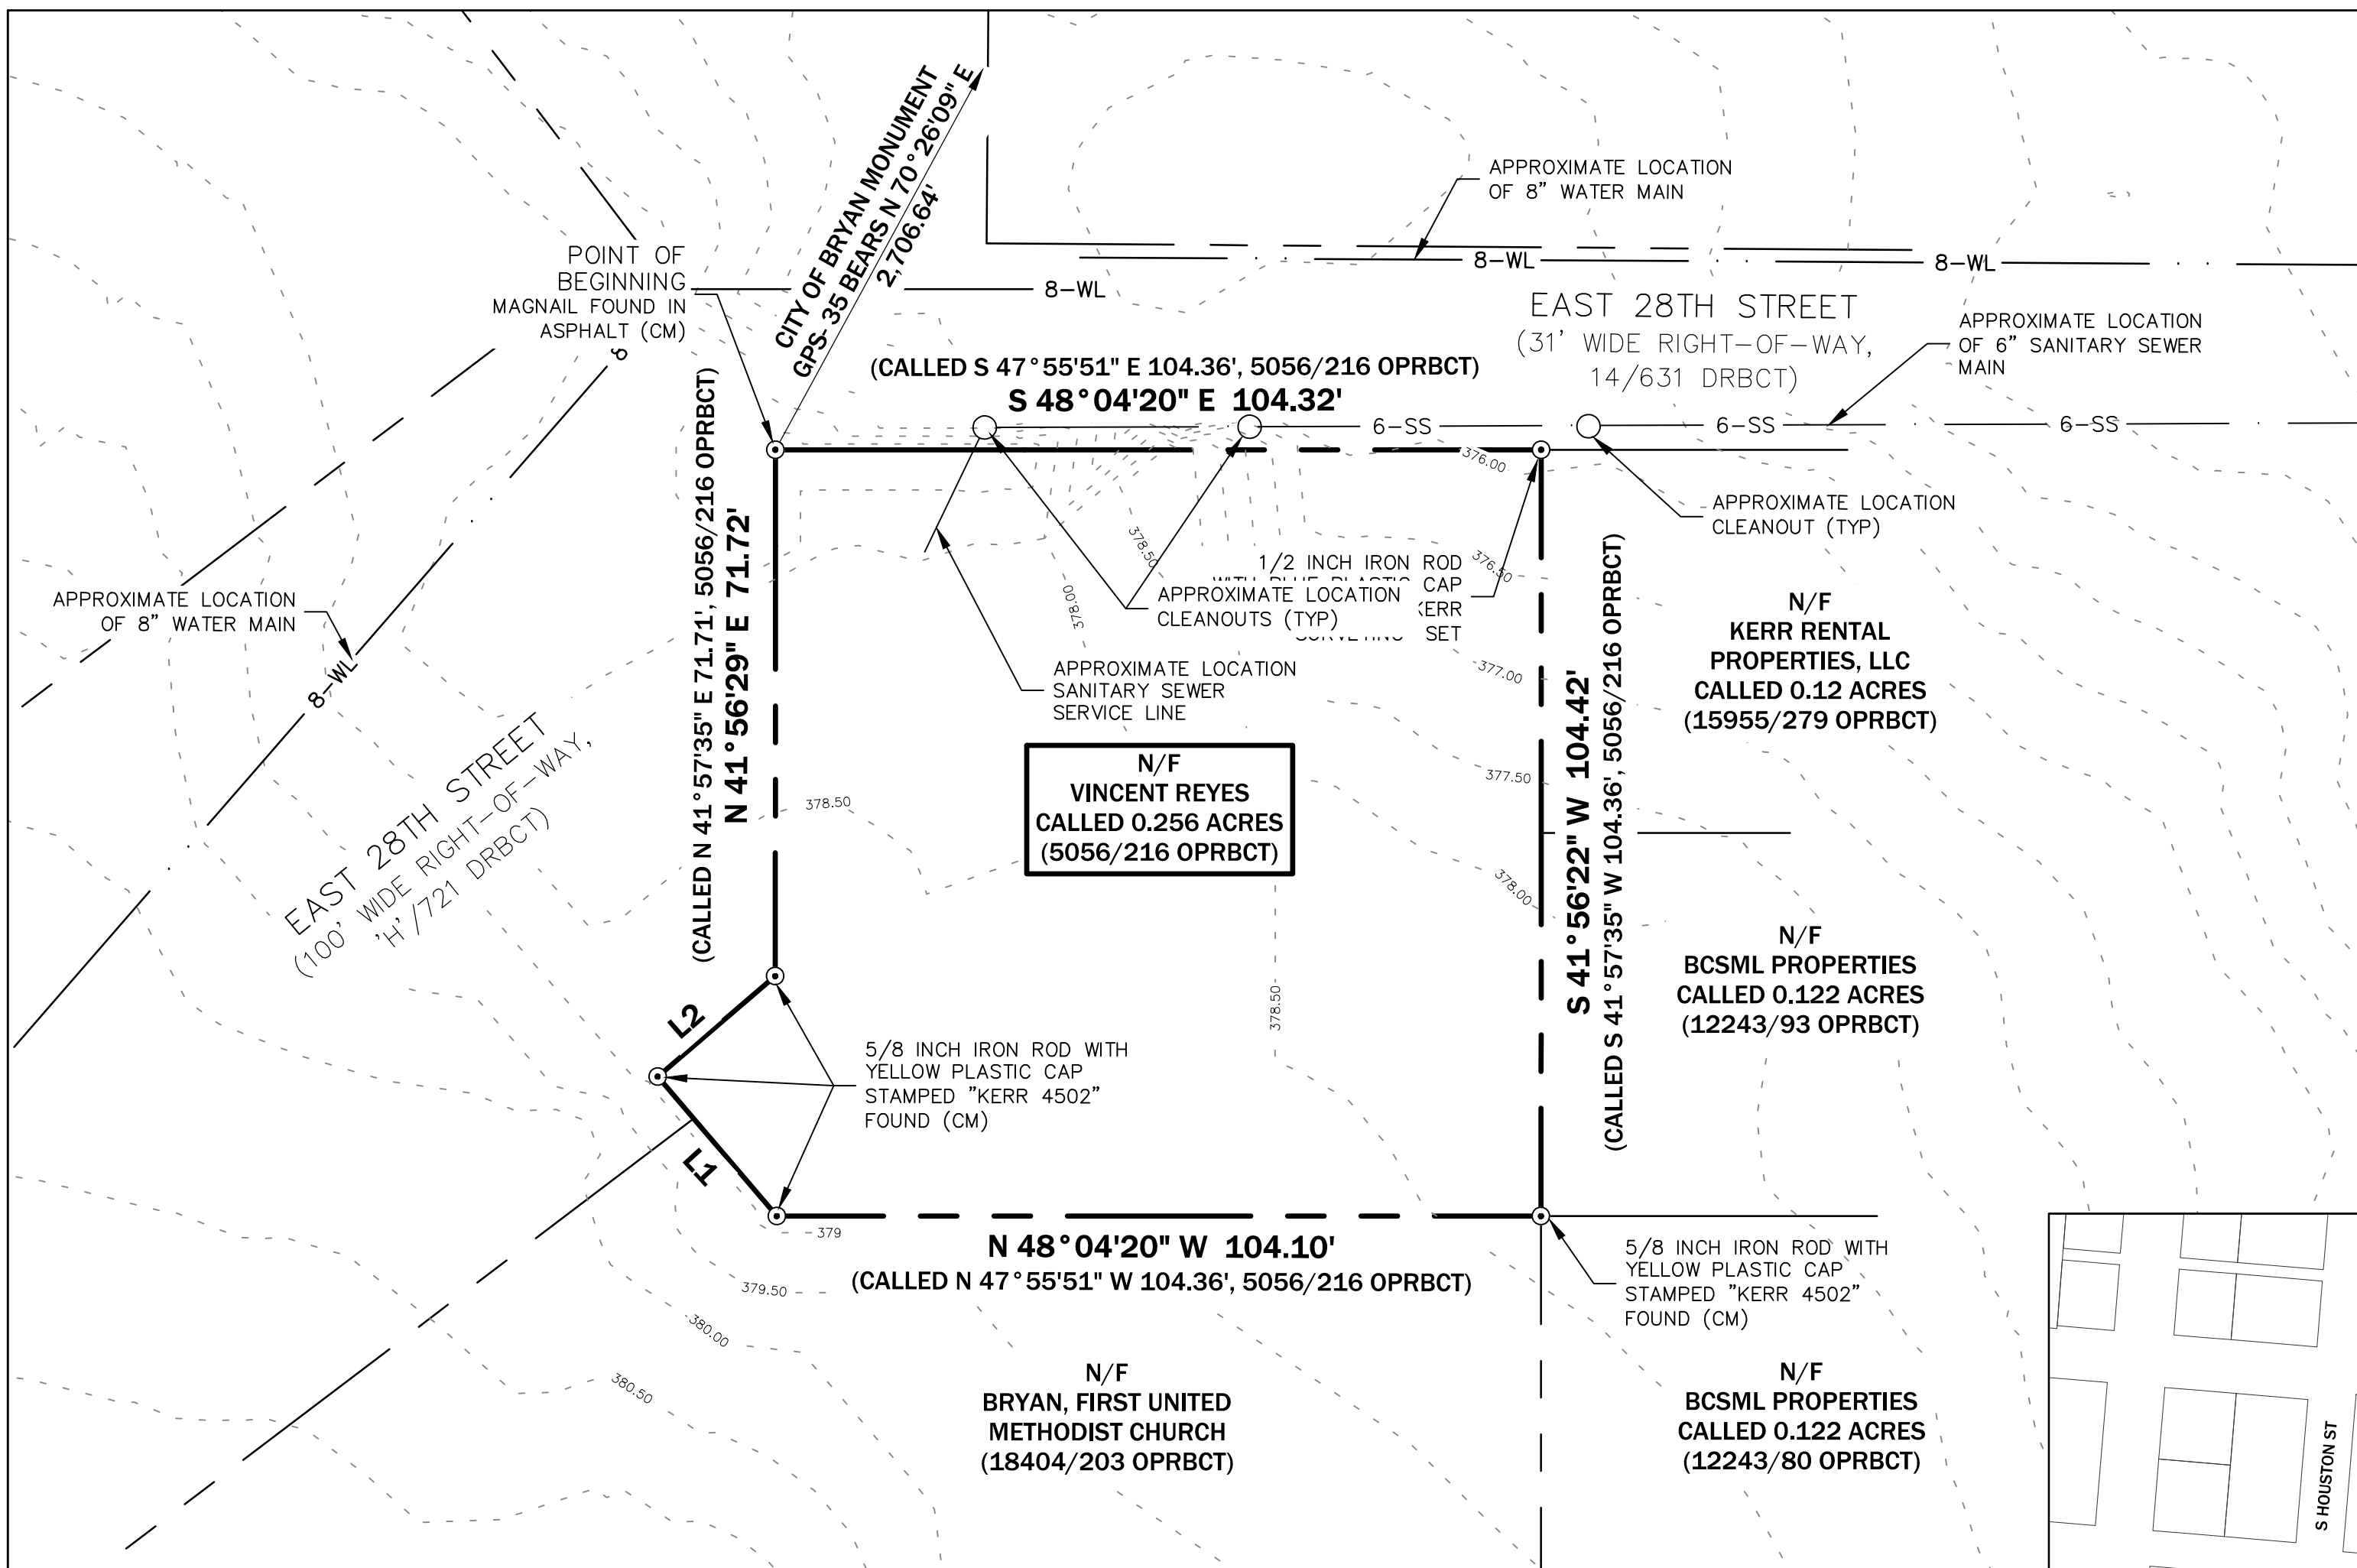 CITY OF BRYAN MONUMENT
GPS-35 BEARS N 70°26'09" E
2,706.64'
APPROXIMATE LOCATION
OF 8" WATER MAIN
POINT OF
BEGINNING
MAGNAIL FOUND IN
ASPHALT (CM)
8-WL
8-WL
8-WL
EAST 28TH STREET
(31' WIDE RIGHT-OF-WAY,
14/631 DRBCT)
APPROXIMATE LOCATION
OF 6" SANITARY SEWER
MAIN
8
(CALLED S 47°55'51" E 104.36', 5056/216 OPRBCT)
S 48°04'20" E 104.32'
6-SS
6-SS
6-SS
376.00
APPROXIMATE LOCATION
CLEANOUT (TYP)
(CALLED N 41°57'35" E 71.71', 5056/216 OPRBCT)
N 41°56'29" E 71.72'
378.50
378.00
376.50
1/2 INCH IRON ROD
CAP
KERR
SET
APPROXIMATE LOCATION
CLEANOUTS (TYP)
APPROXIMATE LOCATION
OF 8" WATER MAIN
8-WL
APPROXIMATE LOCATION
SANITARY SEWER
SERVICE LINE
377.00
N/F
KERR RENTAL
PROPERTIES, LLC
CALLED 0.12 ACRES
(15955/279 OPRBCT)
EAST 28TH STREET
(100' WIDE RIGHT-OF-WAY,
'H'/721 DRBCT)
N/F
VINCENT REYES
CALLED 0.256 ACRES
(5056/216 OPRBCT)
378.50
377.50
378.00
S 41°56'22" W 104.42'
(CALLED S 41°57'35" W 104.36', 5056/216 OPRBCT)
N/F
BCSML PROPERTIES
CALLED 0.122 ACRES
(12243/93 OPRBCT)
378.50
L2
L1
5/8 INCH IRON ROD WITH
YELLOW PLASTIC CAP
STAMPED "KERR 4502"
FOUND (CM)
379
N 48°04'20" W 104.10'
(CALLED N 47°55'51" W 104.36', 5056/216 OPRBCT)
379.50
380.00
380.50
5/8 INCH IRON ROD WITH
YELLOW PLASTIC CAP
STAMPED "KERR 4502"
FOUND (CM)
N/F
BRYAN, FIRST UNITED
METHODIST CHURCH
(18404/203 OPRBCT)
N/F
BCSML PROPERTIES
CALLED 0.122 ACRES
(12243/80 OPRBCT)
S HOUSTON ST